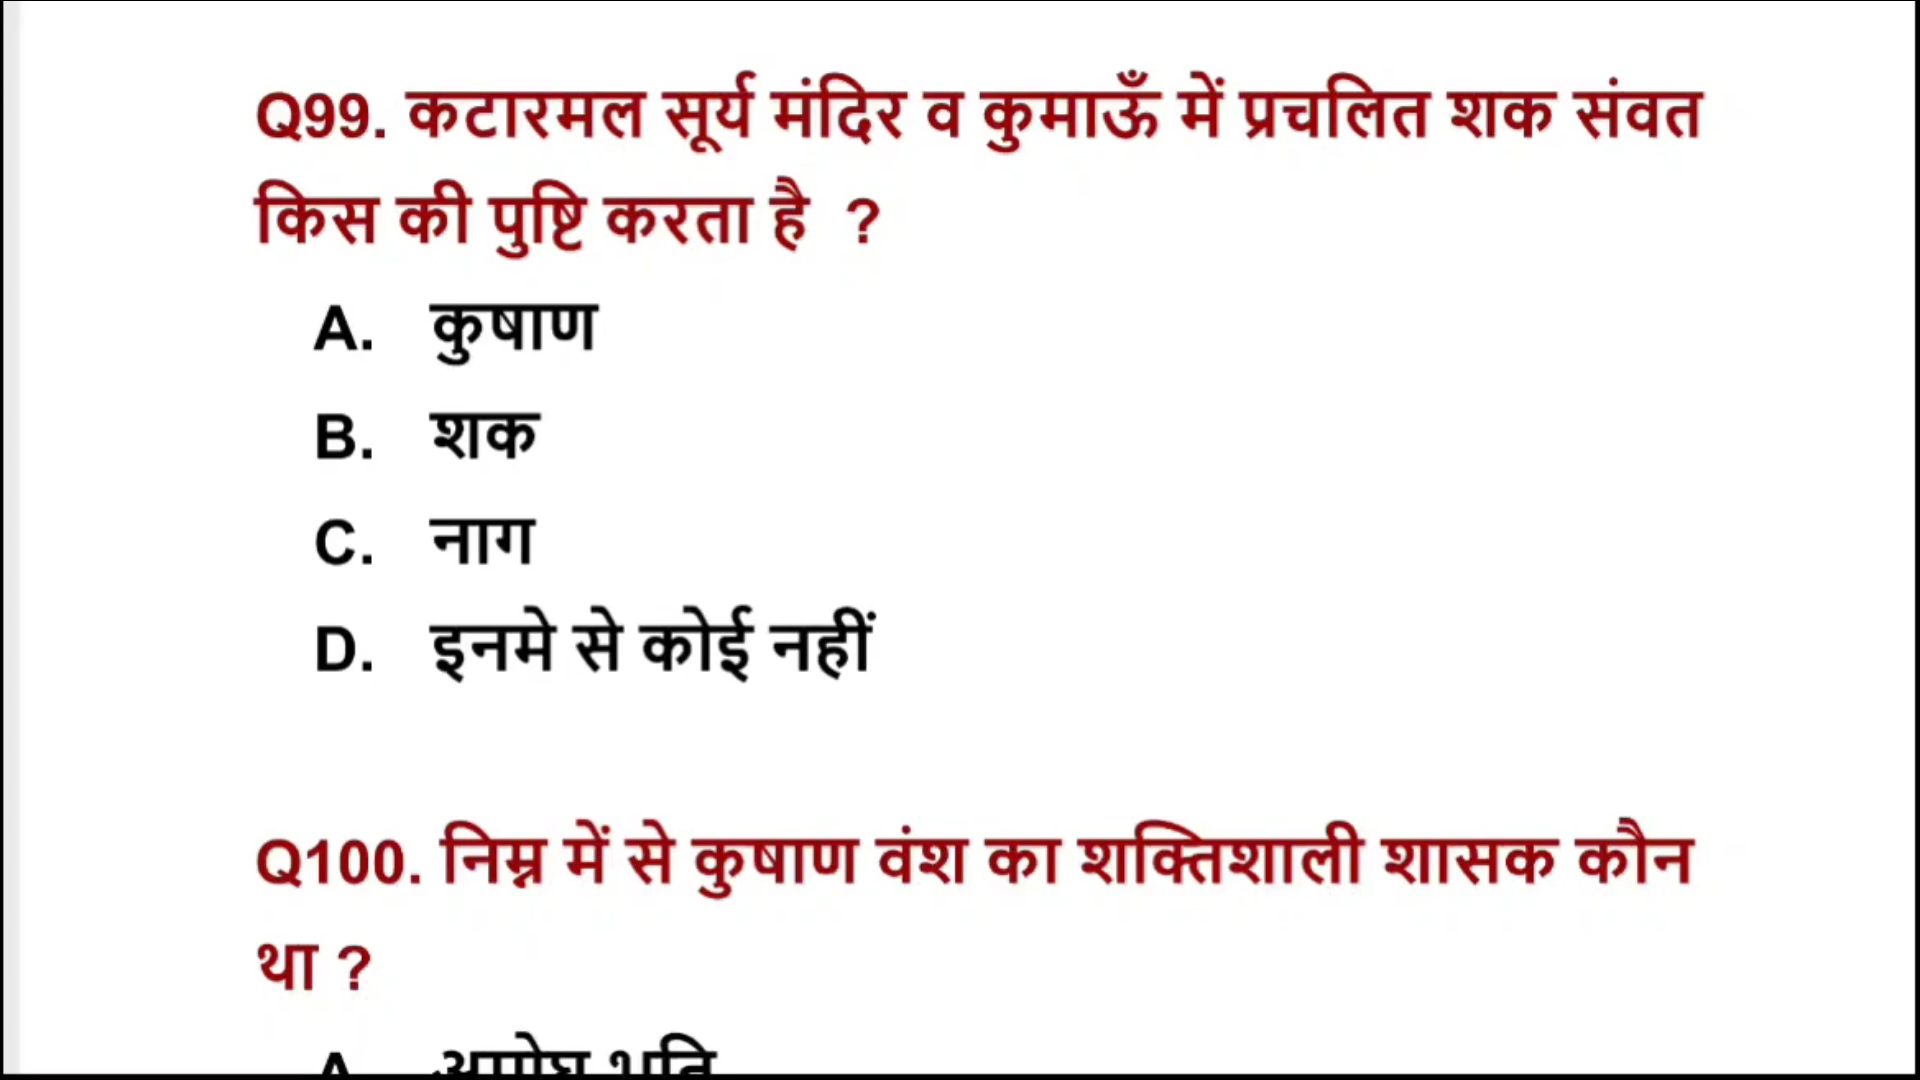 Q99. कटारमल सूर्य मंदिर व कुमाऊँ में प्रचलित शक संवत
किस की पुष्टि करता है ?
A. कुषाण
B. शक
C. नाग
D. इनमे से कोई नहीं
Q100. निम्न में से कुषाण वंश का शक्तिशाली शासक कौन
था ?
A